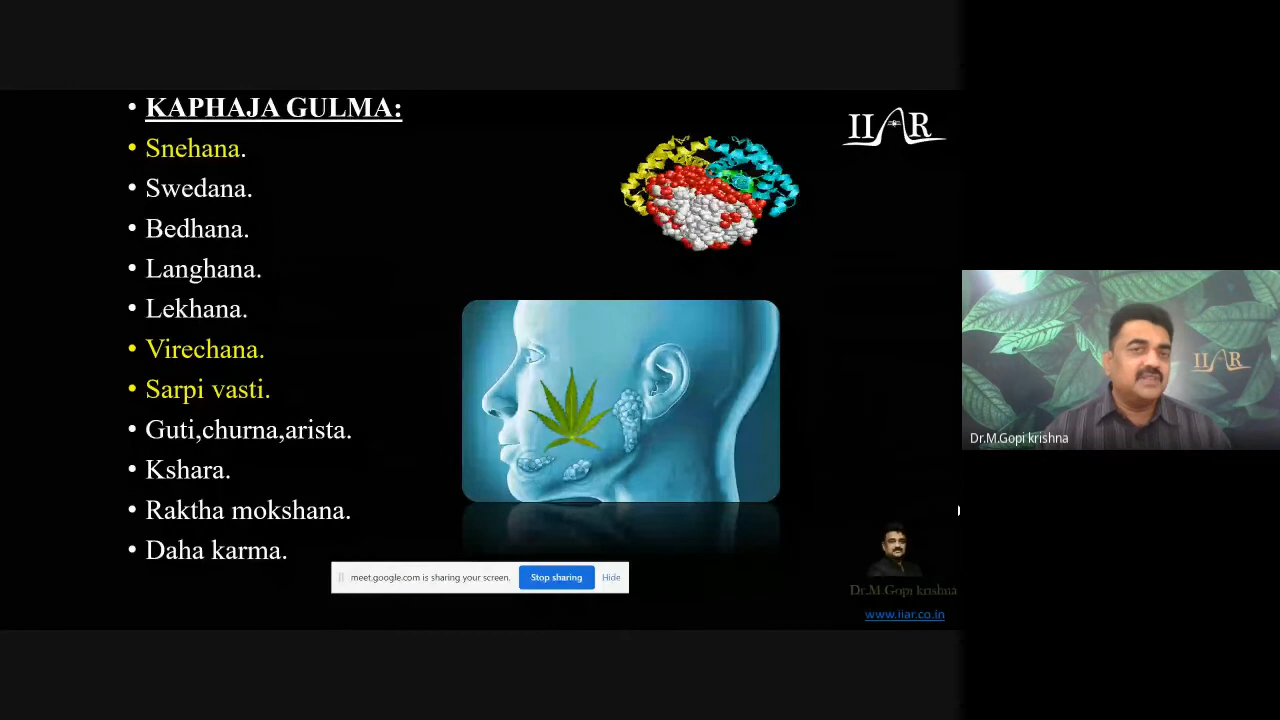 • KAPHAJA GULMA:
• Snehana.
• Swedana.
• Bedhana.
• Langhana.
• Lekhana.
• Virechana.
• Sarpi vasti.
• Guti,churna,arista.
• Kshara.
• Raktha mokshana.
• Daha karma.
IIAR
IIAR
Dr.M.Gopi krishna
meet.google.com is sharing your screen.
Stop sharing
Hide
Dr.M.Gopi krishna
www.iiar.co.in